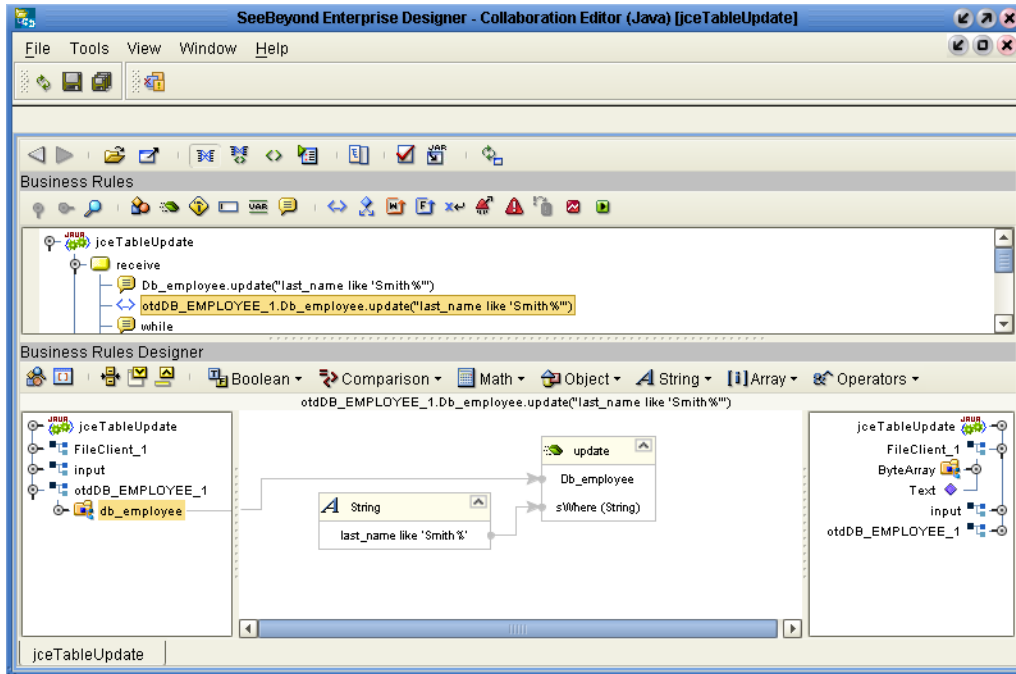 SeeBeyond Enterprise Designer - Collaboration Editor (Java) [jceTableUpdate]
File Tools View Window Help
Business Rules
VAR
jceTableUpdate
receive
Db_employee.update("last_name like 'Smith%'")
otdDB_EMPLOYEE_1.Db_employee.update("last_name like 'Smith%'")
while
Business Rules Designer
Boolean Comparison Math Object A String [i] Array Operators
otdDB_EMPLOYEE_1.Db_employee.update("last_name like 'Smith%'")
jceTableUpdate
FileClient_1
input
otdDB_EMPLOYEE_1
db_employee
A String
last_name like 'Smith%'
update
Db_employee
sWhere (String)
jceTableUpdate
FileClient_1
ByteArray
Text
input
otdDB_EMPLOYEE_1
jceTableUpdate